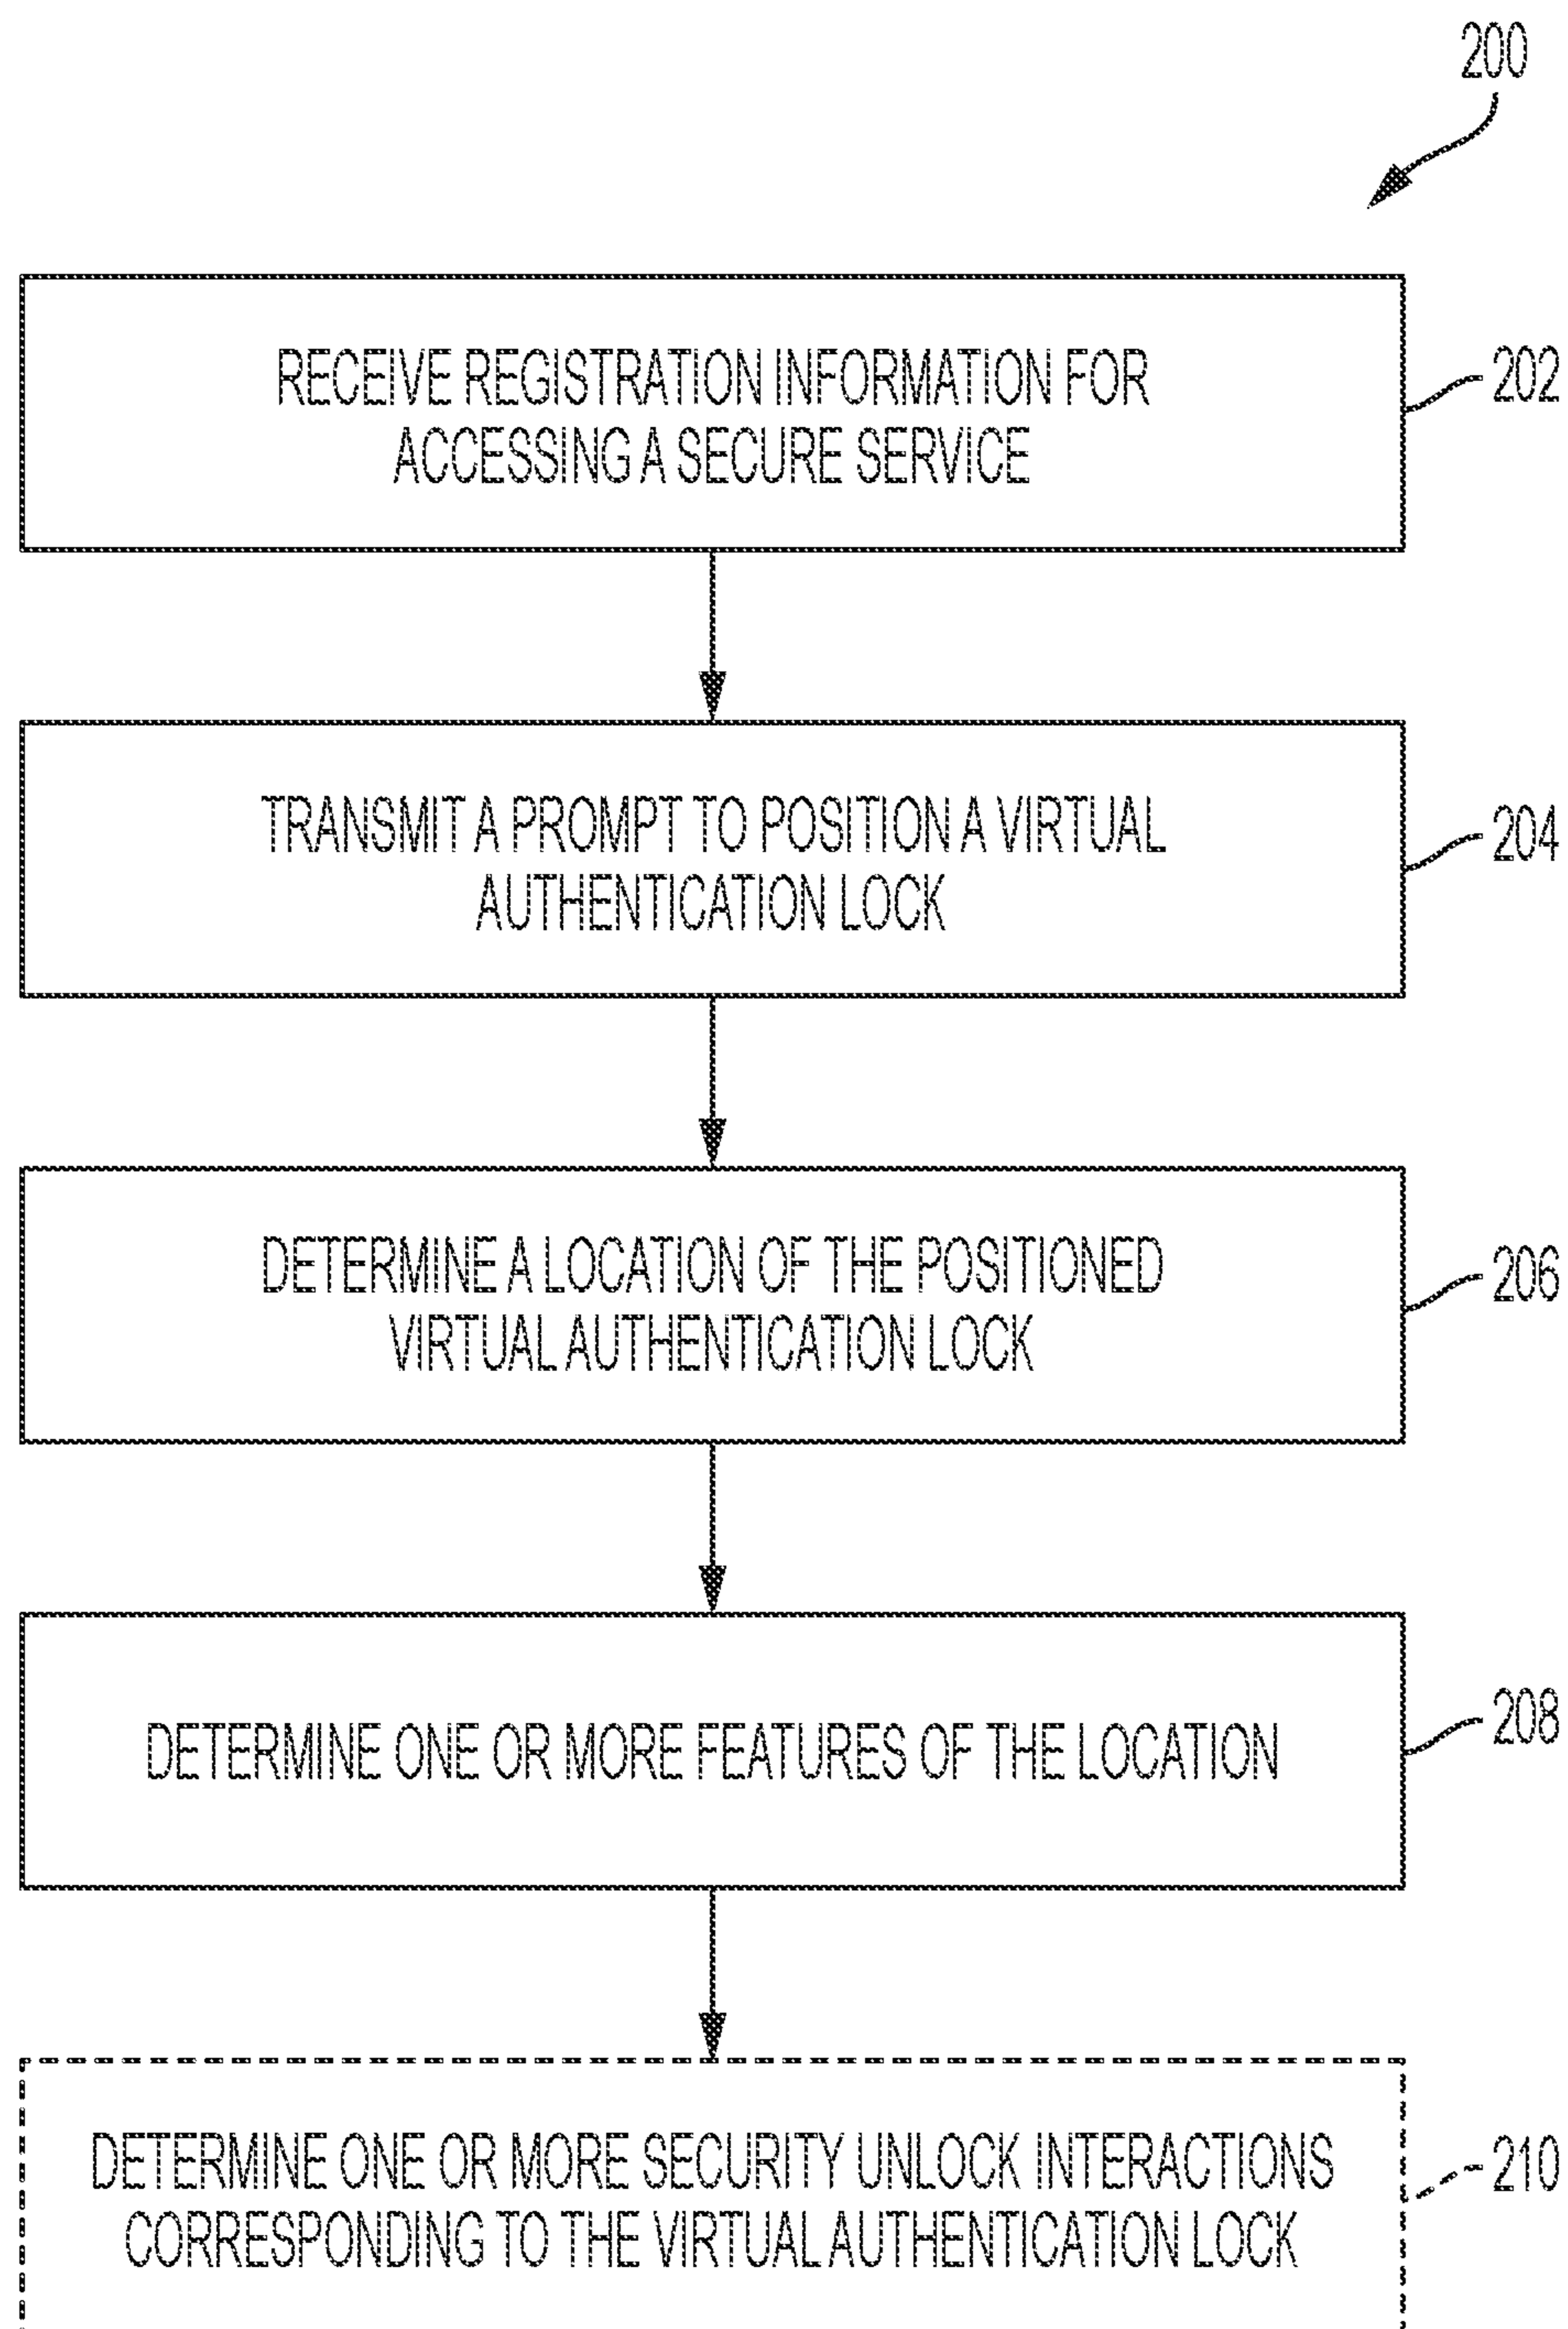 200
RECEIVE REGISTRATION INFORMATION FOR
ACCESSING A SECURE SERVICE
202
TRANSMIT A PROMPT TO POSITION A VIRTUAL
AUTHENTICATION LOCK
204
DETERMINE A LOCATION OF THE POSITIONED
VIRTUAL AUTHENTICATION LOCK
206
DETERMINE ONE OR MORE FEATURES OF THE LOCATION
208
DETERMINE ONE OR MORE SECURITY UNLOCK INTERACTIONS
CORRESPONDING TO THE VIRTUAL AUTHENTICATION LOCK
210